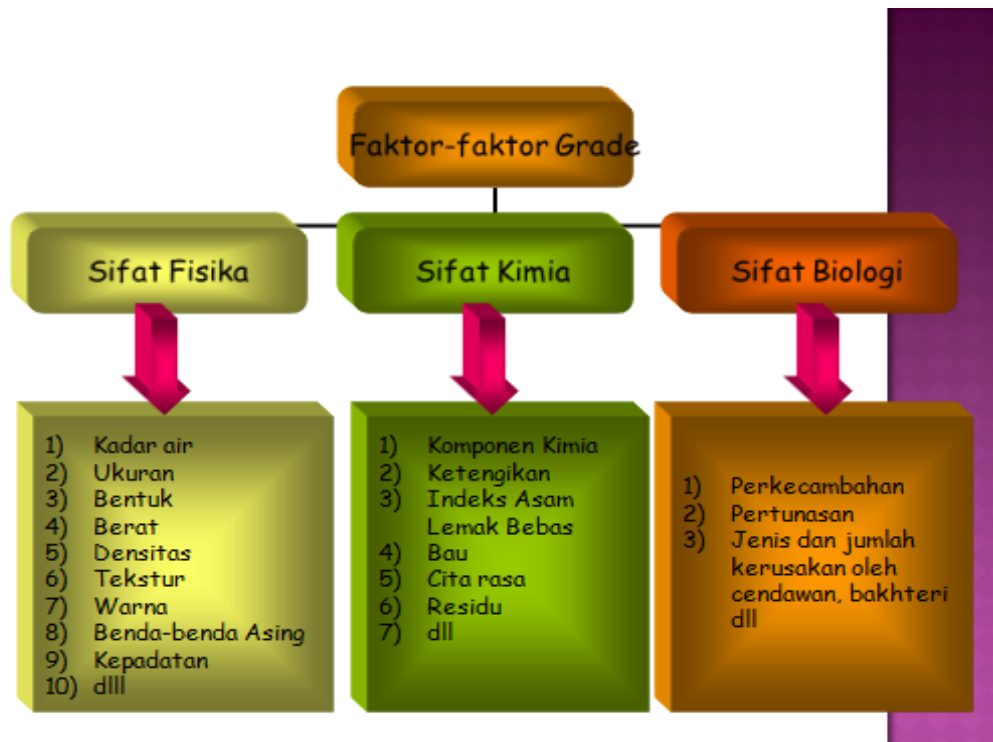 Faktor-faktor Grade
Sifat Fisika
Sifat Kimia
Sifat Biologi
1) Kadar air
2) Ukuran
3) Bentuk
4) Berat
5) Densitas
6) Tekstur
7) Warna
8) Benda-benda Asing
9) Kepadatan
10) dlll
1) Komponen Kimia
2) Ketengikan
3) Indeks Asam
Lemak Bebas
4) Bau
5) Cita rasa
6) Residu
7) dll
1) Perkecambahan
2) Pertunasan
3) Jenis dan jumlah
kerusakan oleh
cendawan, bakhteri
dll